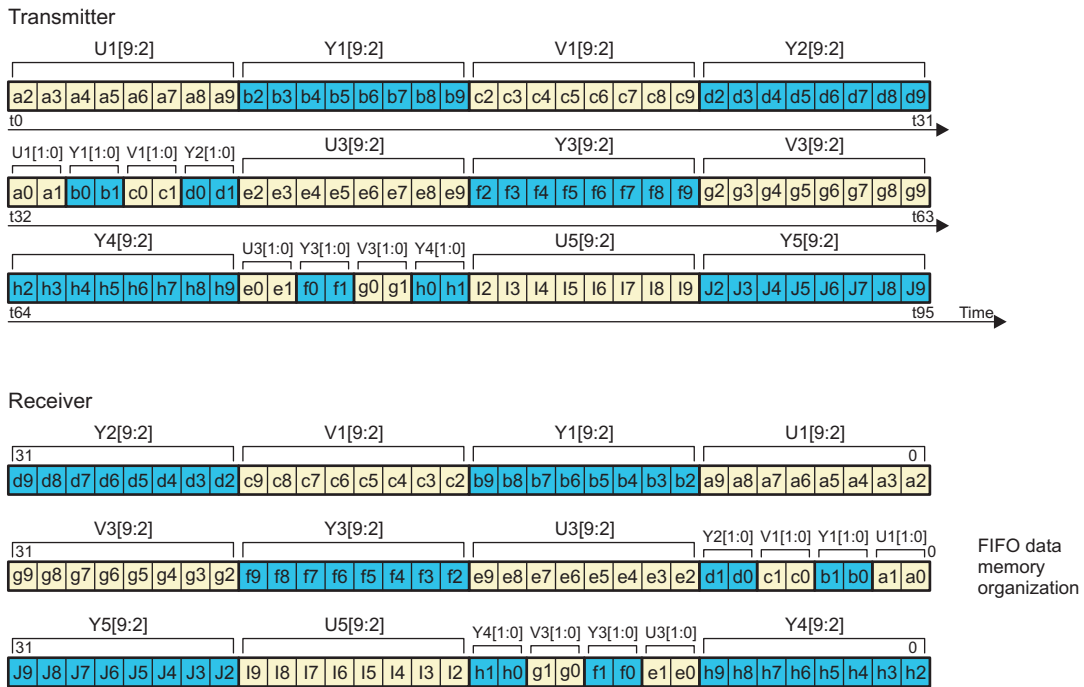 Transmitter
U1[9:2] Y1[9:2] V1[9:2] Y2[9:2]
a2 a3 a4 a5 a6 a7 a8 a9 b2 b3 b4 b5 b6 b7 b8 b9 c2 c3 c4 c5 c6 c7 c8 c9 d2 d3 d4 d5 d6 d7 d8 d9
t0 t31
U1[1:0] Y1[1:0] V1[1:0] Y2[1:0] U3[9:2] Y3[9:2] V3[9:2]
a0 a1 b0 b1 c0 c1 d0 d1 e2 e3 e4 e5 e6 e7 e8 e9 f2 f3 f4 f5 f6 f7 f8 f9 g2 g3 g4 g5 g6 g7 g8 g9
t32 t63
Y4[9:2] U3[1:0] Y3[1:0] V3[1:0] Y4[1:0] U5[9:2] Y5[9:2]
h2 h3 h4 h5 h6 h7 h8 h9 e0 e1 f0 f1 g0 g1 h0 h1 I2 I3 I4 I5 I6 I7 I8 I9 J2 J3 J4 J5 J6 J7 J8 J9
t64 t95 Time
Receiver
Y2[9:2] V1[9:2] Y1[9:2] U1[9:2]
31 0
d9 d8 d7 d6 d5 d4 d3 d2 c9 c8 c7 c6 c5 c4 c3 c2 b9 b8 b7 b6 b5 b4 b3 b2 a9 a8 a7 a6 a5 a4 a3 a2
V3[9:2] Y3[9:2] U3[9:2] Y2[1:0] V1[1:0] Y1[1:0] U1[1:0]
31 0
g9 g8 g7 g6 g5 g4 g3 g2 f9 f8 f7 f6 f5 f4 f3 f2 e9 e8 e7 e6 e5 e4 e3 e2 d1 d0 c1 c0 b1 b0 a1 a0
FIFO data
memory
organization
Y5[9:2] U5[9:2] Y4[1:0] V3[1:0] Y3[1:0] U3[1:0] Y4[9:2]
31 0
J9 J8 J7 J6 J5 J4 J3 J2 I9 I8 I7 I6 I5 I4 I3 I2 h1 h0 g1 g0 f1 f0 e1 e0 h9 h8 h7 h6 h5 h4 h3 h2